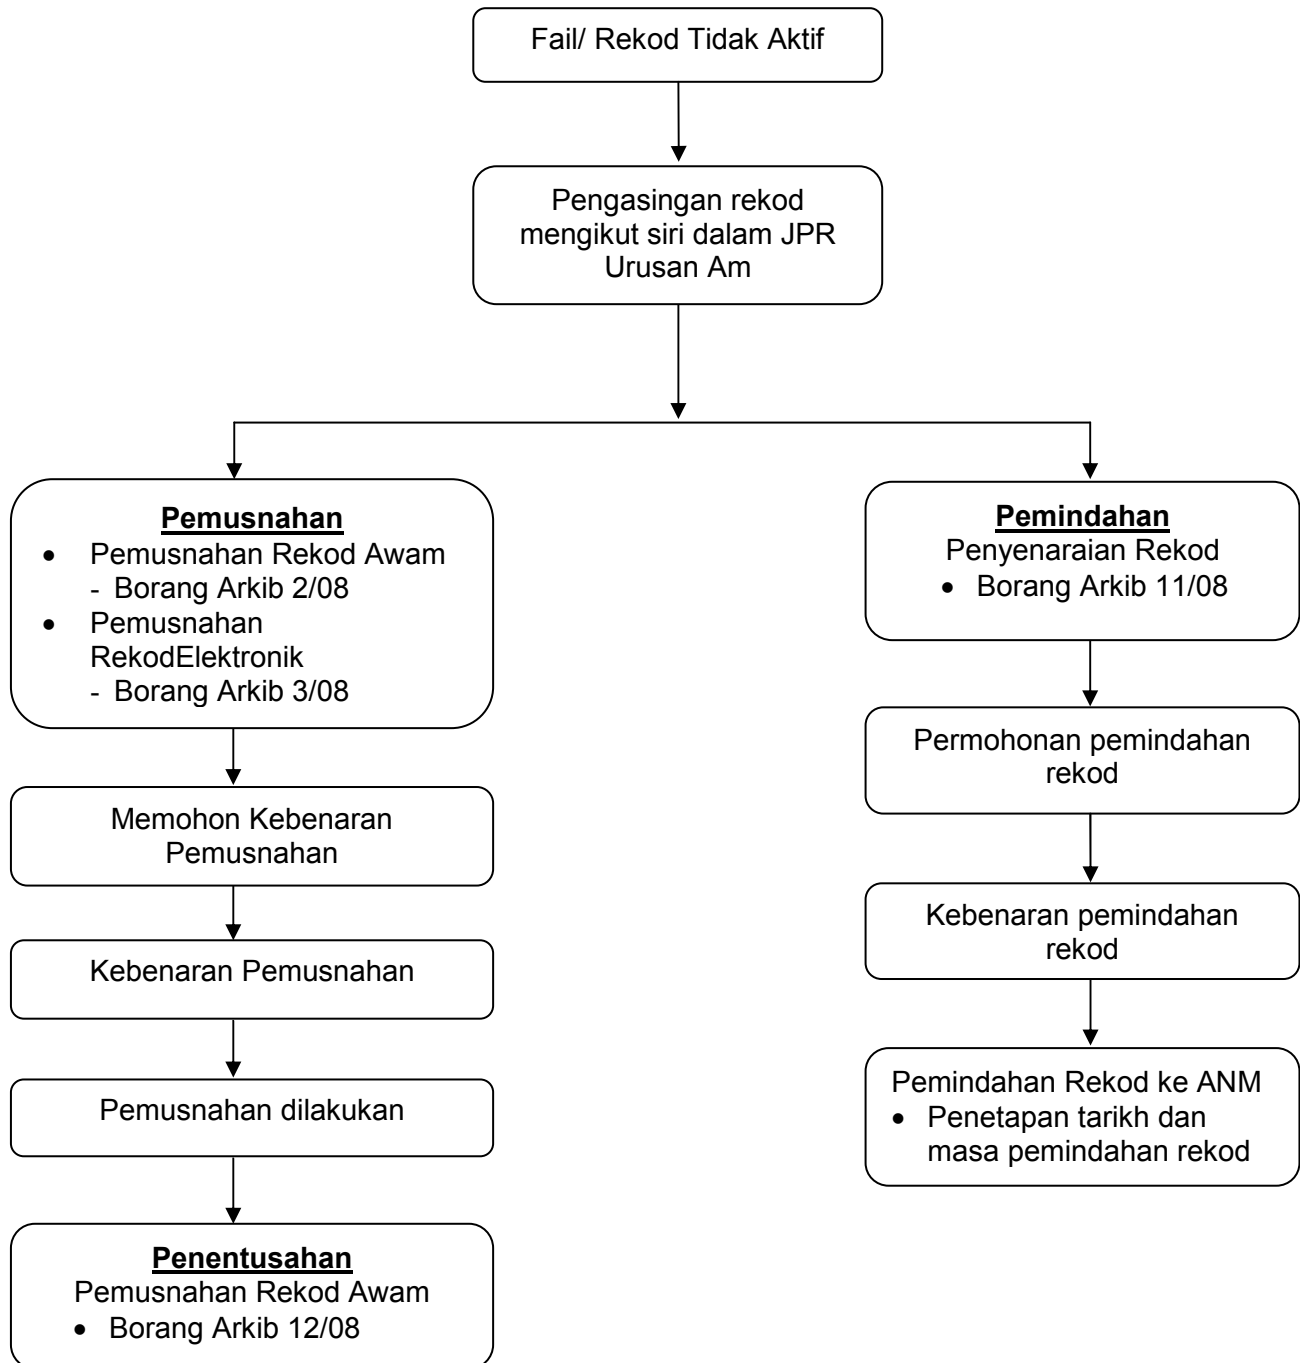 Fail/ Rekod Tidak Aktif
Pengasingan rekod
mengikut siri dalam JPR
Urusan Am
Pemusnahan
• Pemusnahan Rekod Awam
- Borang Arkib 2/08
• Pemusnahan
RekodElektronik
- Borang Arkib 3/08
Memohon Kebenaran
Pemusnahan
Kebenaran Pemusnahan
Pemusnahan dilakukan
Penentusahan
Pemusnahan Rekod Awam
• Borang Arkib 12/08
Pemindahan
Penyenaraian Rekod
• Borang Arkib 11/08
Permohonan pemindahan
rekod
Kebenaran pemindahan
rekod
Pemindahan Rekod ke ANM
• Penetapan tarikh dan
masa pemindahan rekod